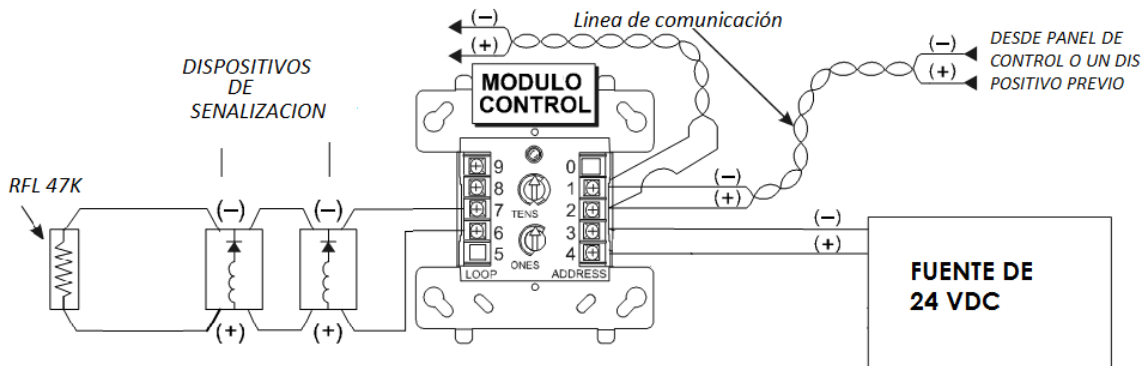 (-)
(+)
Linea de comunicación
(-)
(+)
DESDE PANEL DE
CONTROL O UN DIS
POSITIVO PREVIO
DISPOSITIVOS
DE
SENALIZACION
MODULO
CONTROL
RFL 47K
(-)
(-)
(+)
(+)
9
8
7
6
5
TENS
ONES
LOOP
ADDRESS
0
1
2
3
4
(-)
(+)
(-)
(+)
FUENTE DE
24 VDC